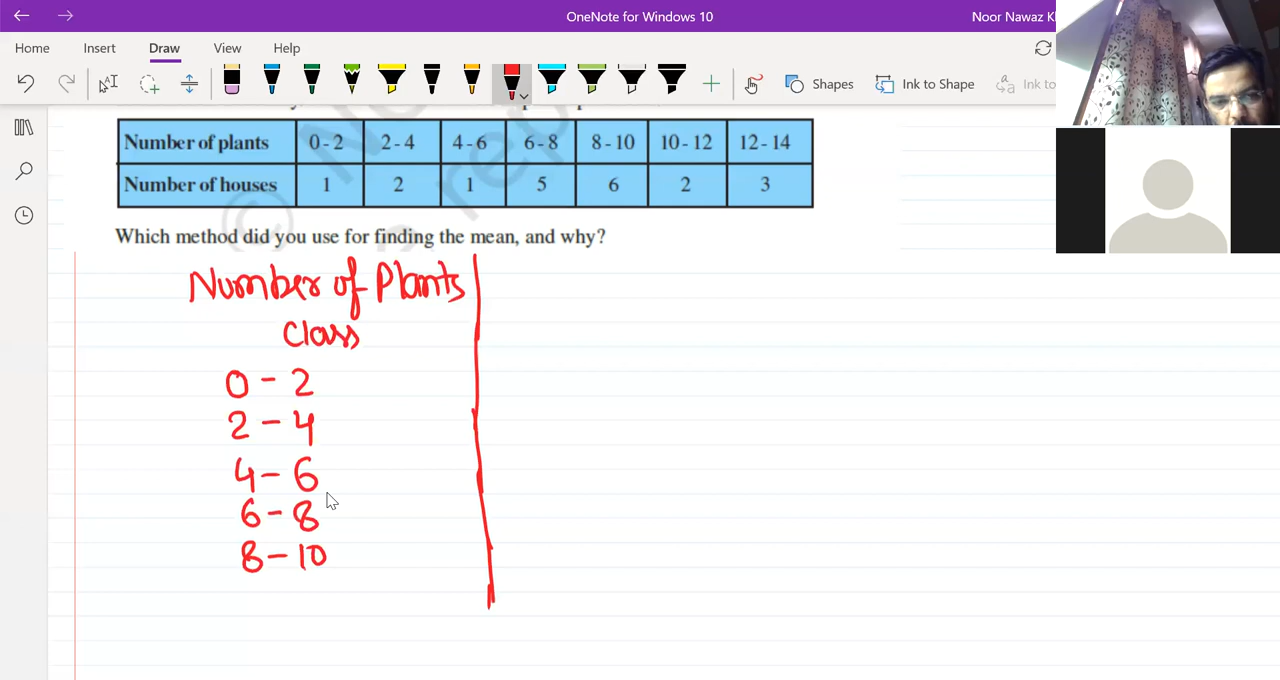 OneNote for Windows 10
Noor Nawaz K
Home Insert Draw View Help
Shapes Ink to Shape Ink to
Number of plants 0 - 2 2 - 4 4 - 6 6 - 8 8 - 10 10 - 12 12 - 14
Number of houses 1 2 1 5 6 2 3
Which method did you use for finding the mean, and why?
Number of Plants
Class
0 - 2
2 - 4
4 - 6
6 - 8
8 - 10